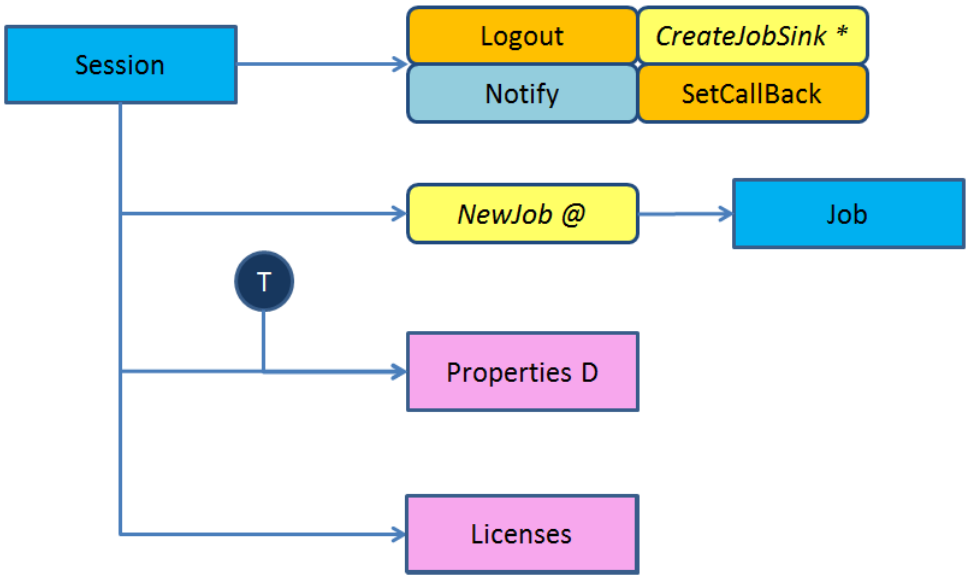 Session
Logout
CreateJobSink *
Notify
SetCallBack
NewJob @
Job
T
Properties D
Licenses